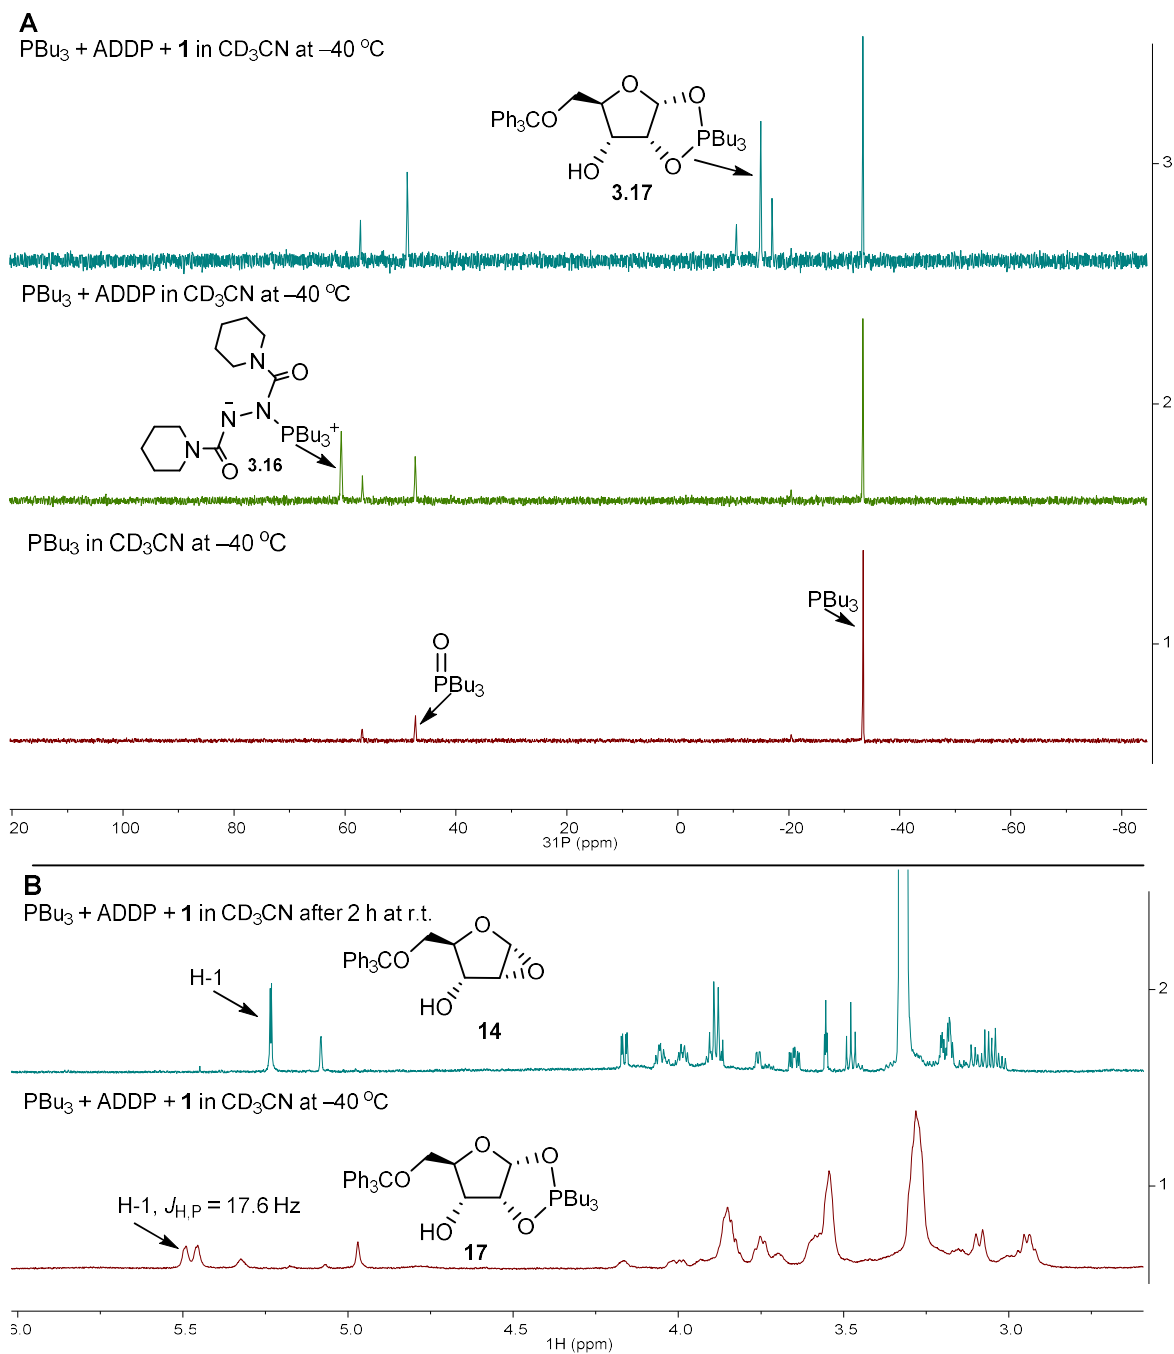 A
PBu3 + ADDP + 1 in CD3CN at –40 °C
O
O
Ph3CO
PBu3
O
HO
3.17
3
PBu3 + ADDP in CD3CN at –40 °C
N
O
– N
N
N
PBu3+
O
3.16
2
PBu3 in CD3CN at –40 °C
PBu3
O
PBu3
1
20 100 80 60 40 20 0 -20 -40 -60 -80
31P (ppm)
B
PBu3 + ADDP + 1 in CD3CN after 2 h at r.t.
O
H-1
Ph3CO
O
HO
14
2
PBu3 + ADDP + 1 in CD3CN at –40 °C
O
O
Ph3CO
PBu3
H-1, JH,P = 17.6 Hz
HO
O
17
1
6.0 5.5 5.0 4.5 4.0 3.5 3.0
1H (ppm)